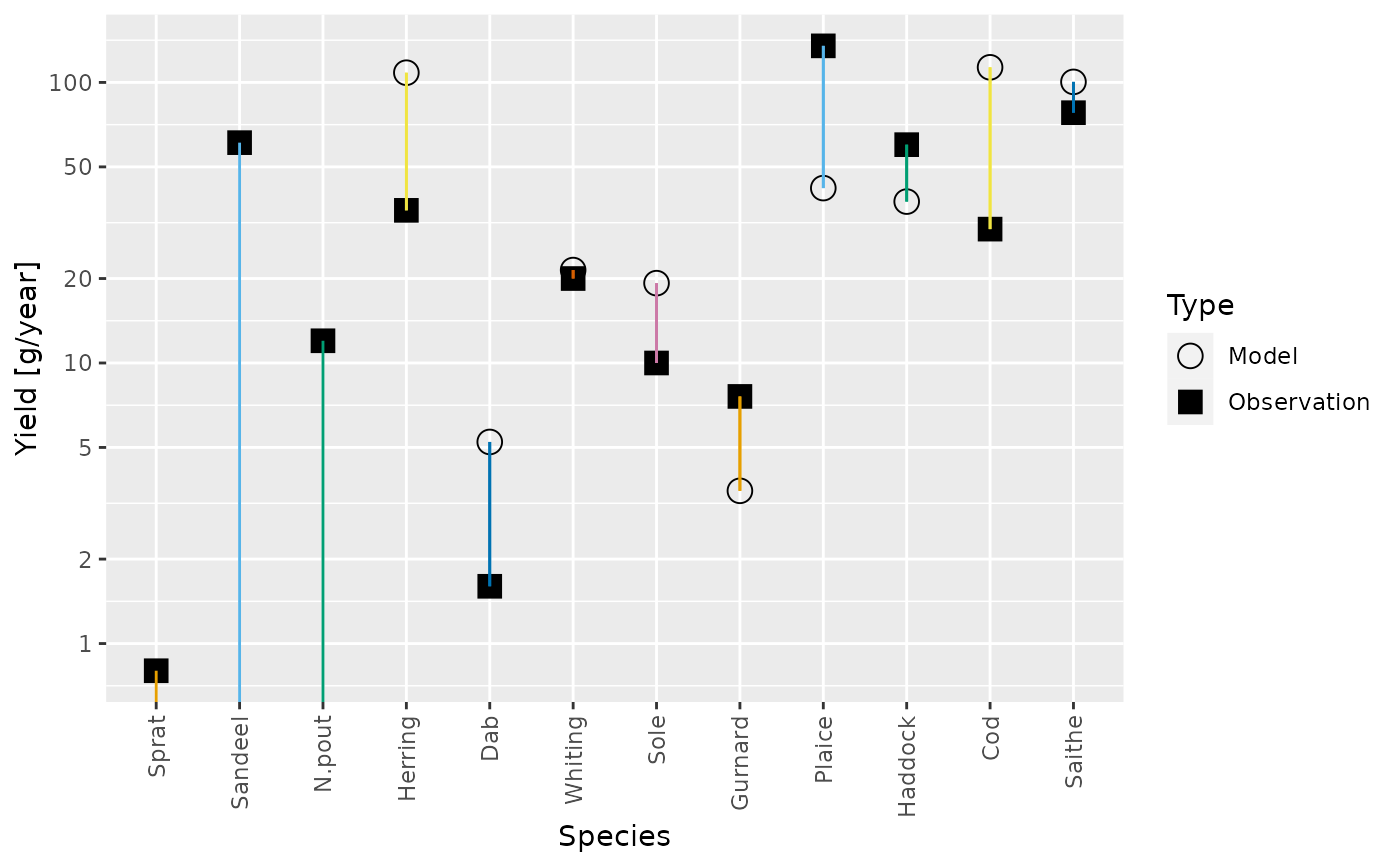 Yield [g/year]
100
50
20
10
5
2
1
Sprat
Sandeel
N.pout
Herring
Dab
Whiting
Sole
Gurnard
Plaice
Haddock
Cod
Saithe
Species
Type
Model
Observation